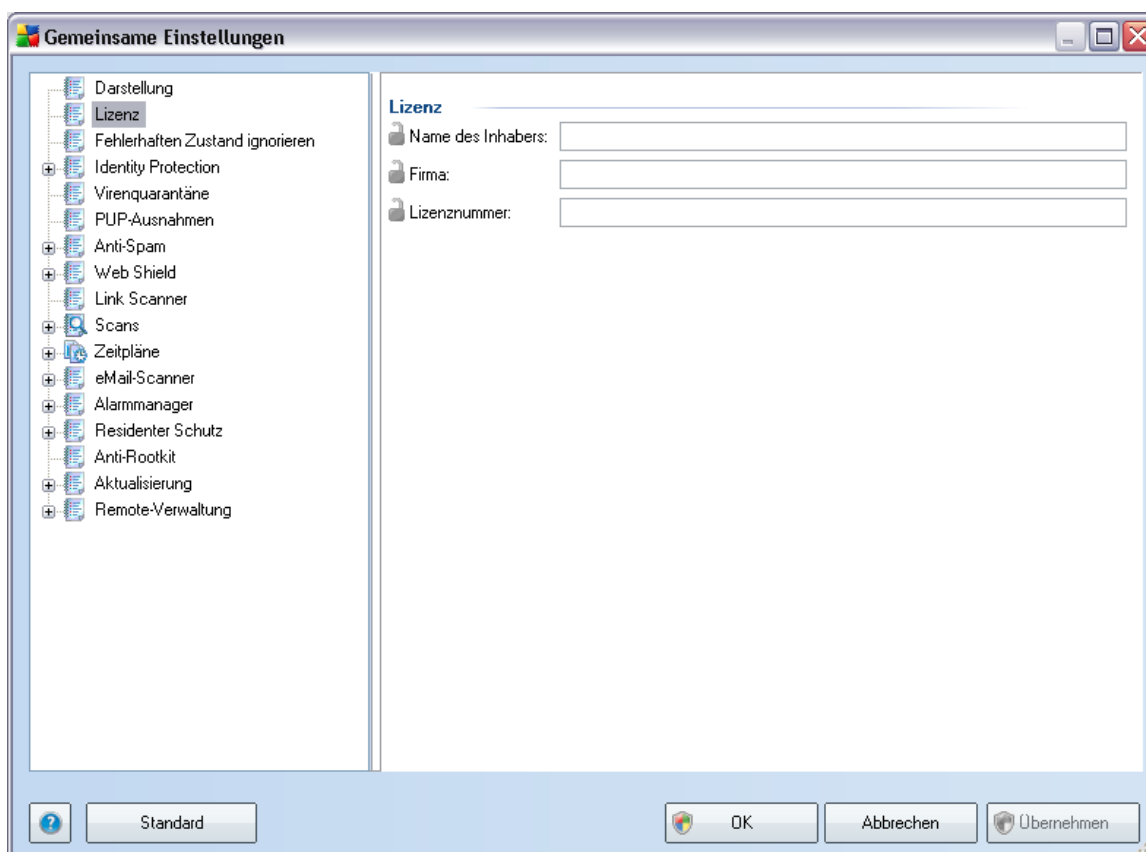 Gemeinsame Einstellungen
Darstellung
Lizenz
Fehlerhaften Zustand ignorieren
Identity Protection
Virenquarantäne
PUP-Ausnahmen
Anti-Spam
Web Shield
Link Scanner
Scans
Zeitpläne
eMail-Scanner
Alarmmanager
Residenter Schutz
Anti-Rootkit
Aktualisierung
Remote-Verwaltung
Lizenz
Name des Inhabers:
Firma:
Lizenznummer:
Standard
OK
Abbrechen
Übernehmen